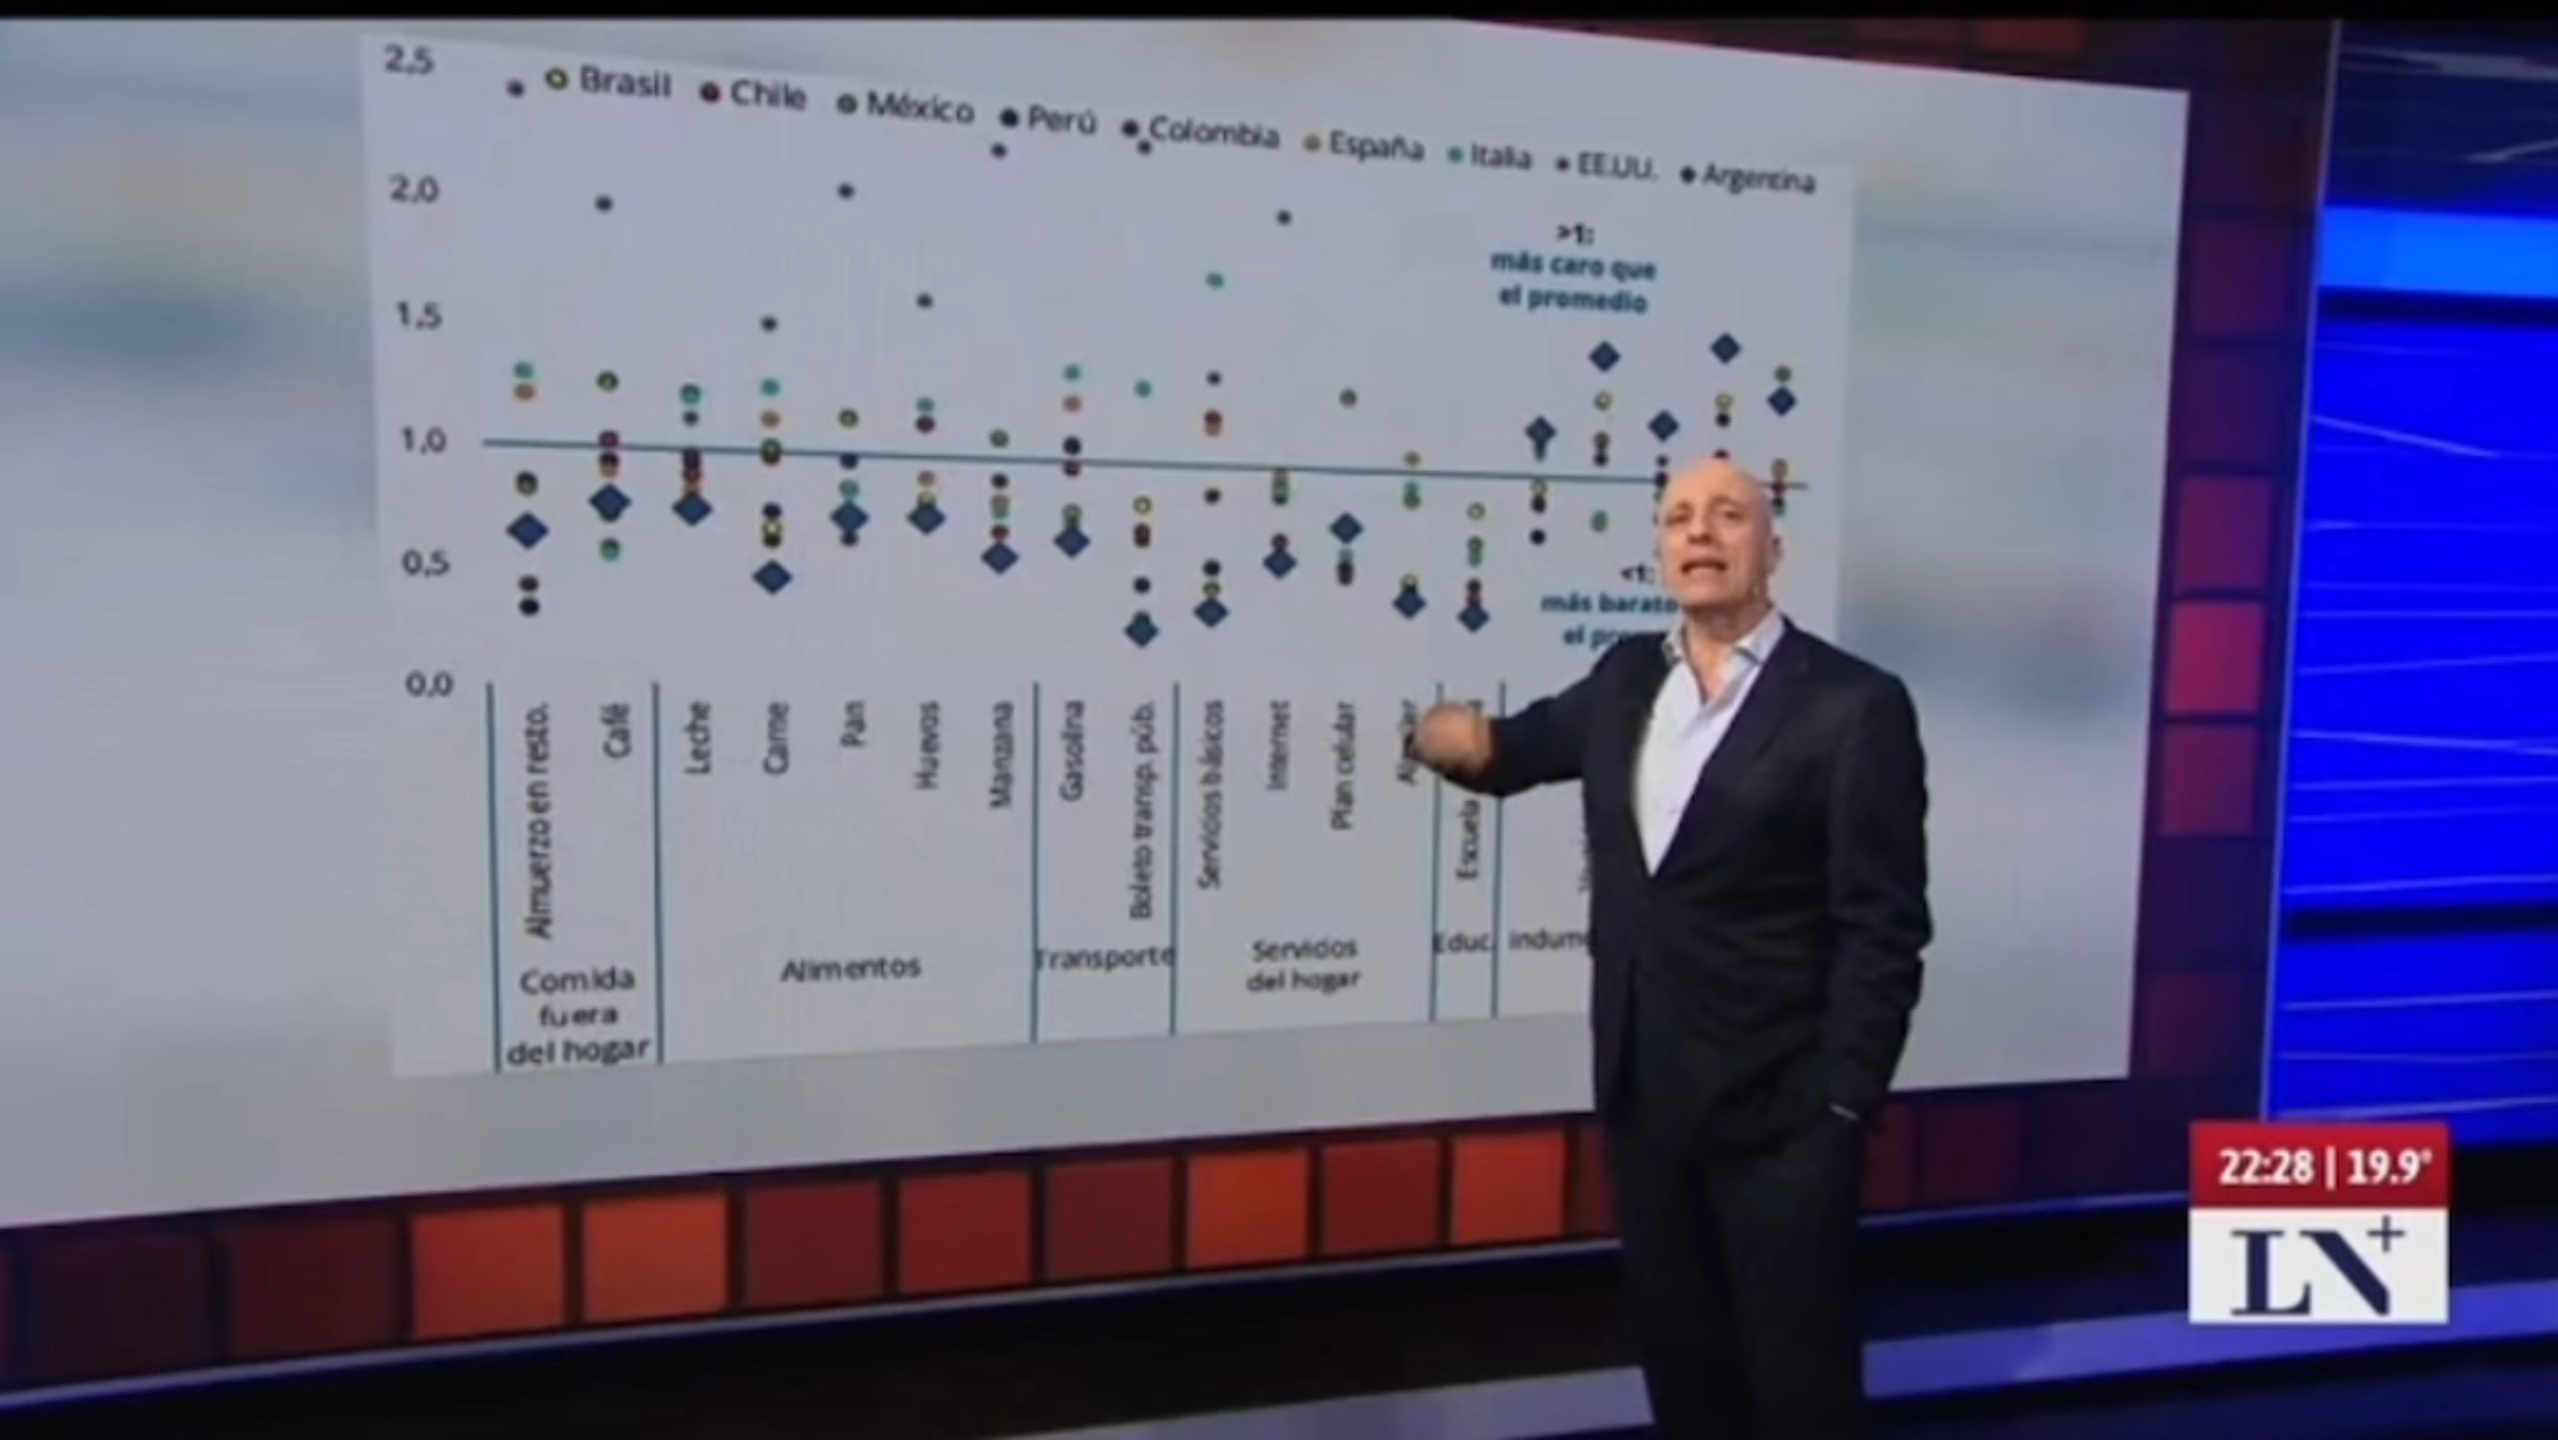 2,5
Brasil Chile México Perú Colombia España Italia EE.UU. Argentina
2,0
>1:
más caro que
el promedio
1,5
1,0
0,5
<1:
más barato
el
0,0
Almuerzo en resto.
Café
Leche
Carne
Pan
Huevos
Manzana
Gasolina
Boleto transp. púb.
Servicios básicos
Internet
Plan celular
Escuela
Comida
fuera
del hogar
Alimentos
Transporte
Servicios
del hogar
Educ.
22:28 | 19.9°
LN+